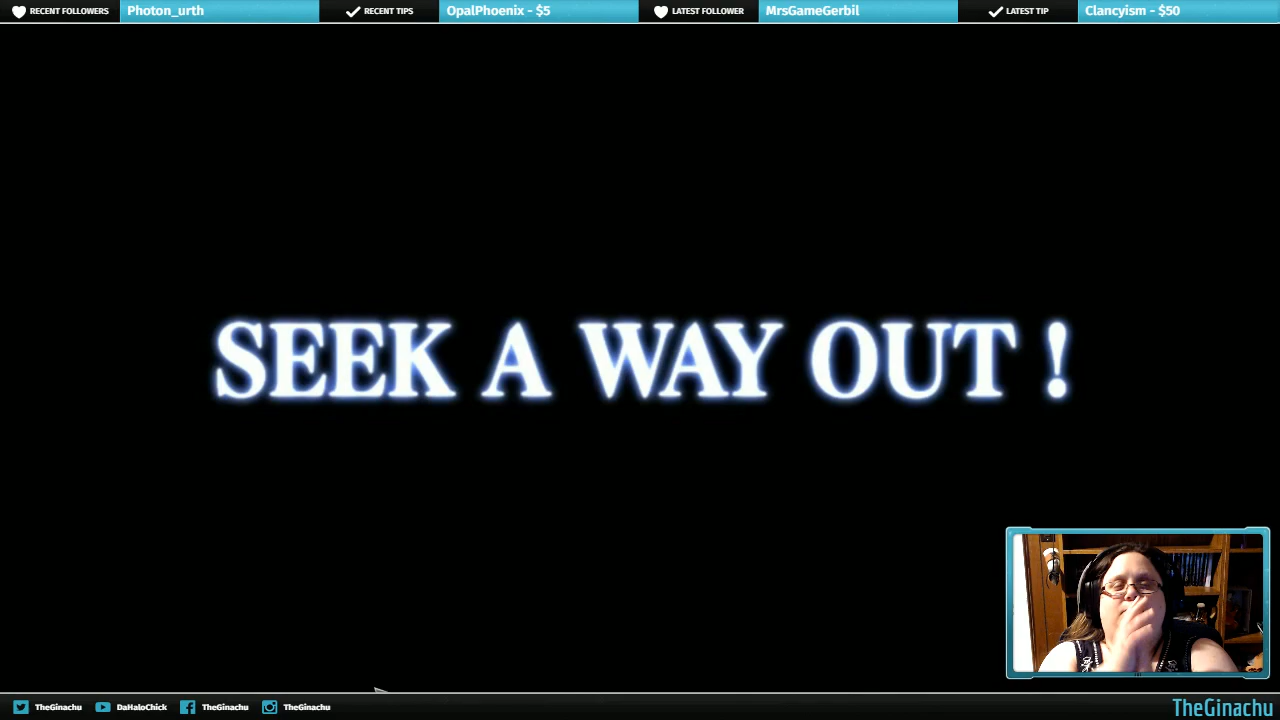 RECENT FOLLOWERS Photon_urth RECENT TIPS OpalPhoenix - $5 LATEST FOLLOWER MrsGameGerbil LATEST TIP Clancyism - $50
SEEK A WAY OUT !
TheGinachu DaHaloChick TheGinachu TheGinachu TheGinachu